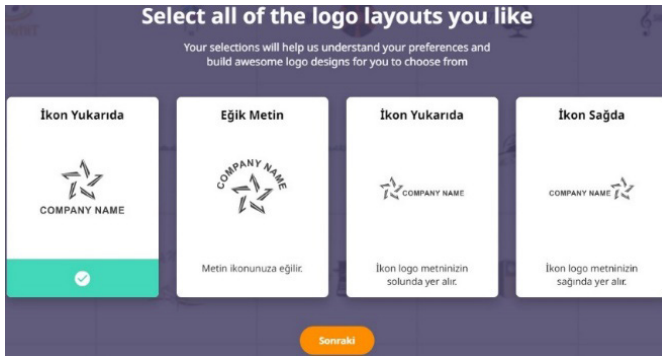 Select all of the logo layouts you like
Your selections will help us understand your preferences and
build awesome logo designs for you to choose from
İkon Yukarıda
COMPANY NAME
Eğik Metin
COMPANY NAME
Metin ikonunuza eğilir.
İkon Yukarıda
COMPANY NAME
İkon logo metninizin
solunda yer alır.
İkon Sağda
COMPANY NAME
İkon logo metninizin
sağında yer alır.
Sonraki